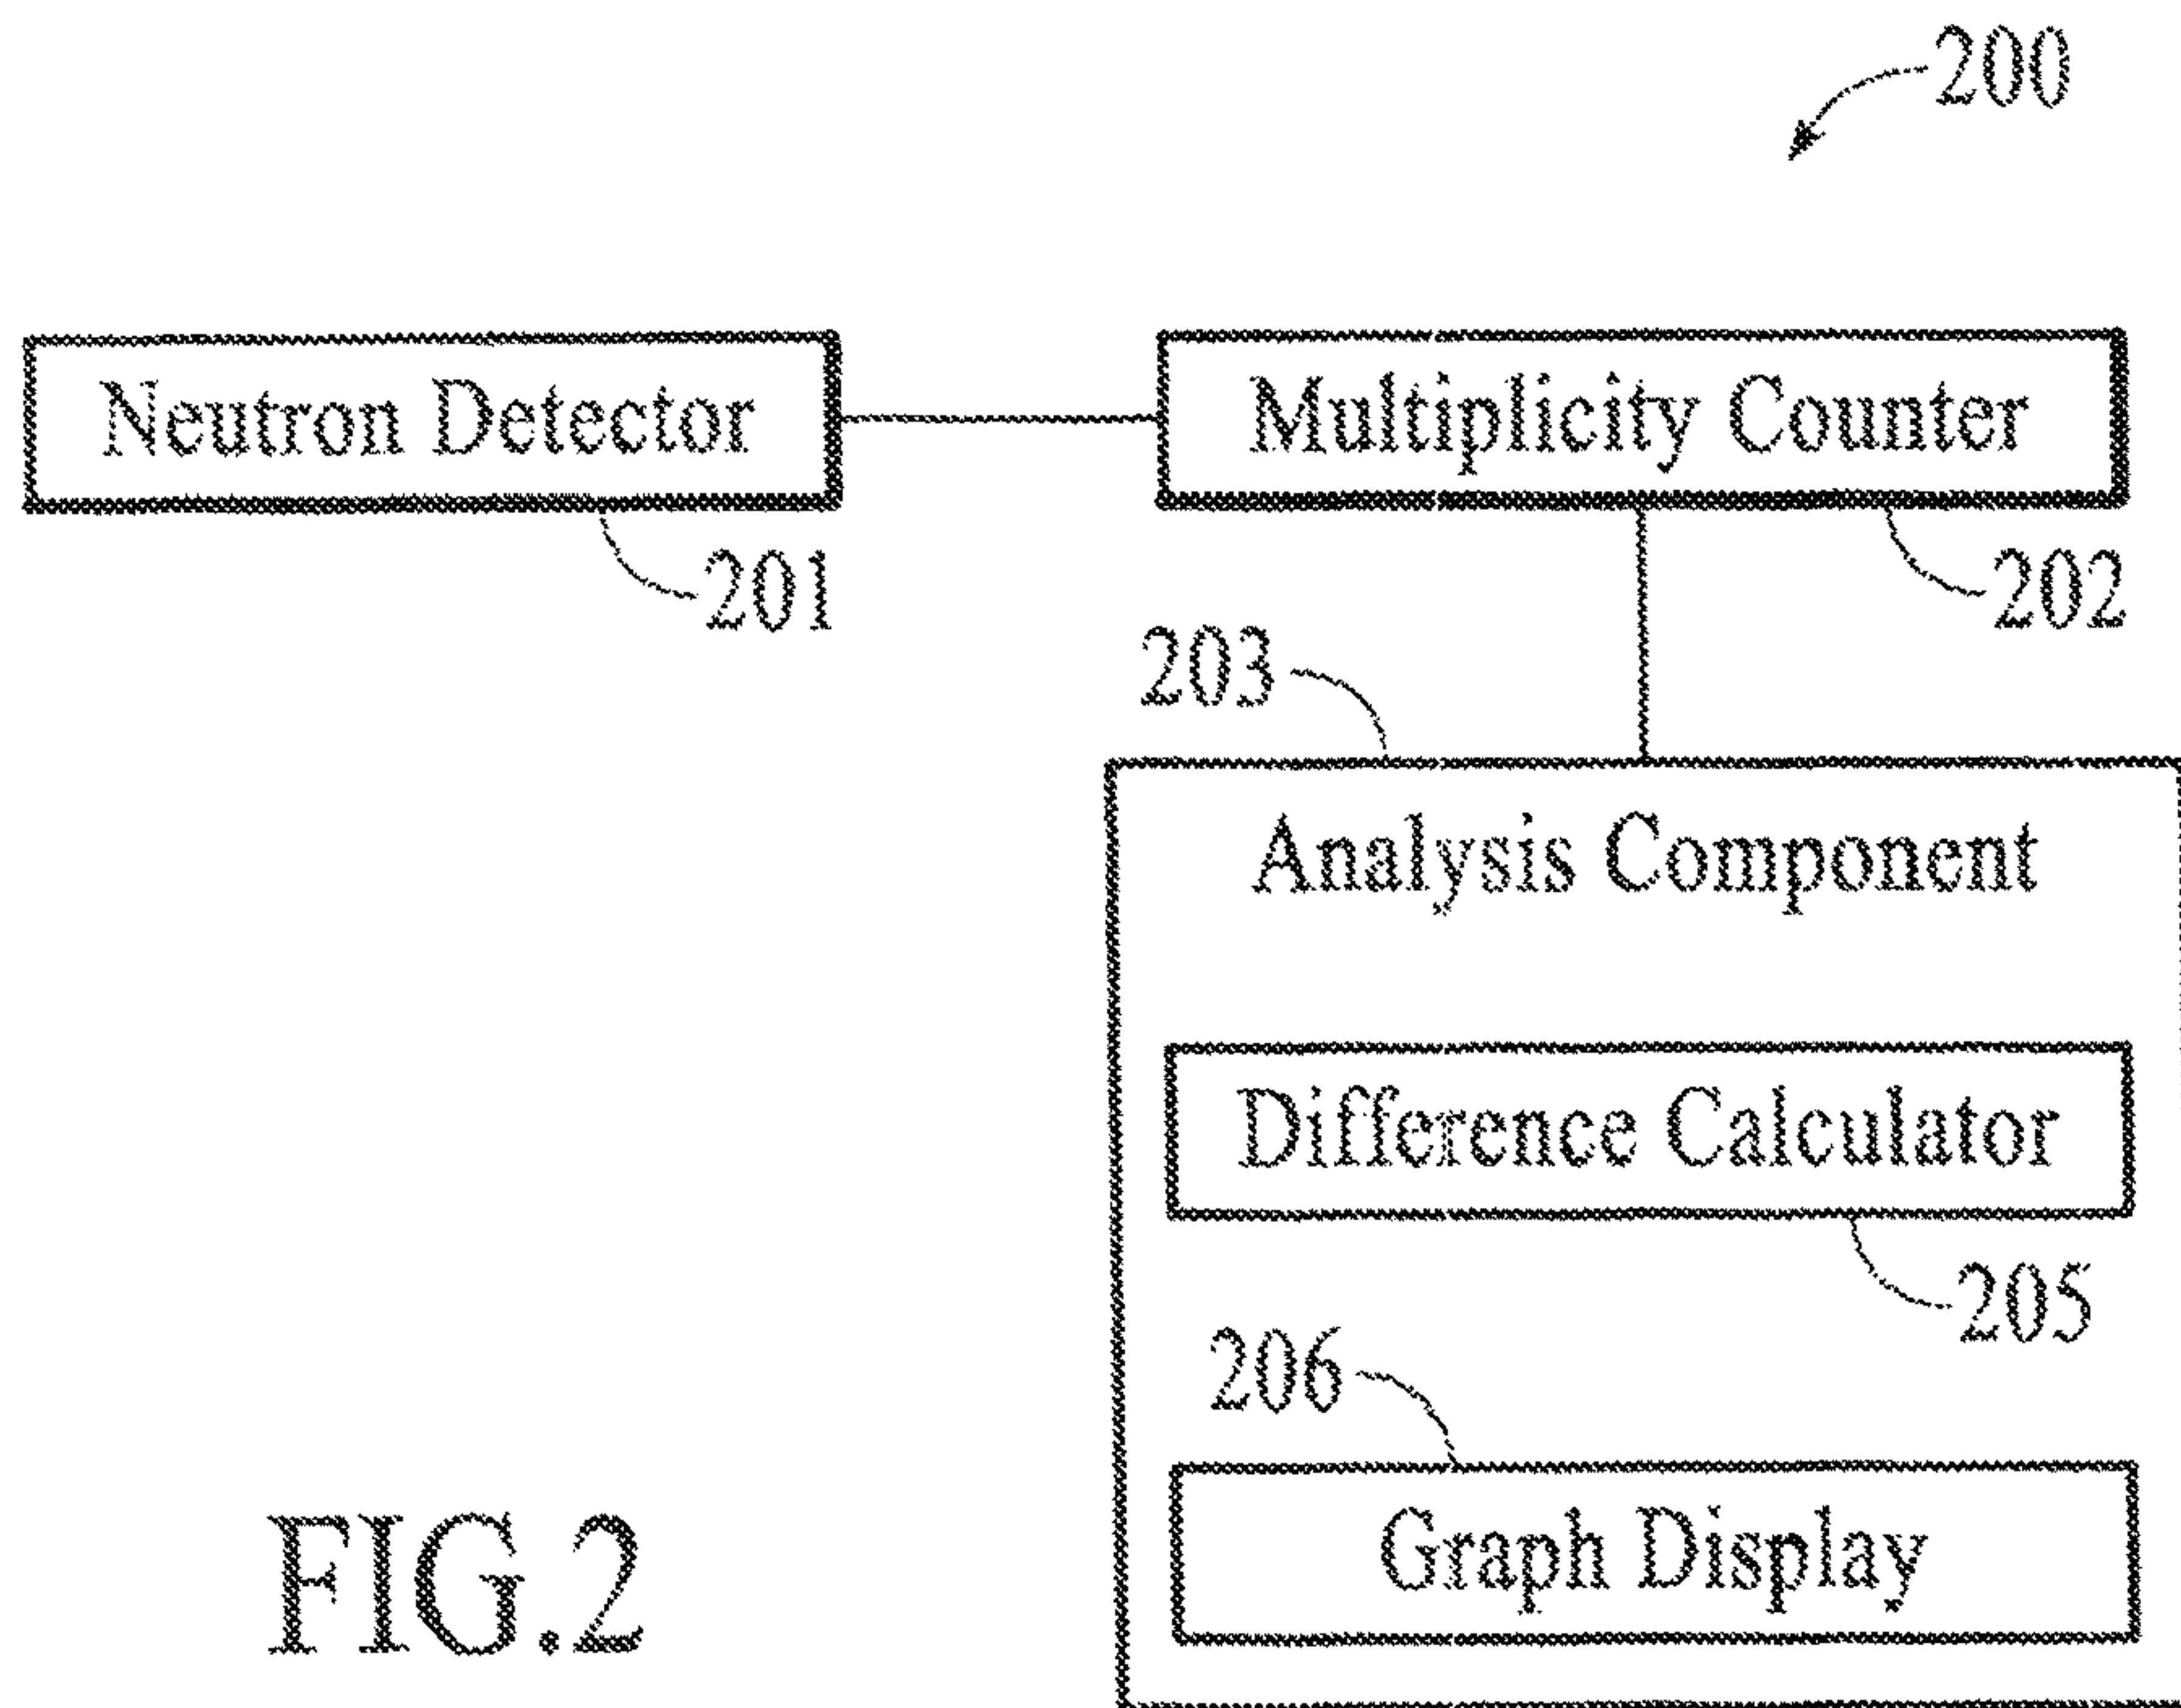 200
Neutron Detector
Multiplicity Counter
201
202
203
Analysis Component
Difference Calculator
205
206
Graph Display
FIG.2